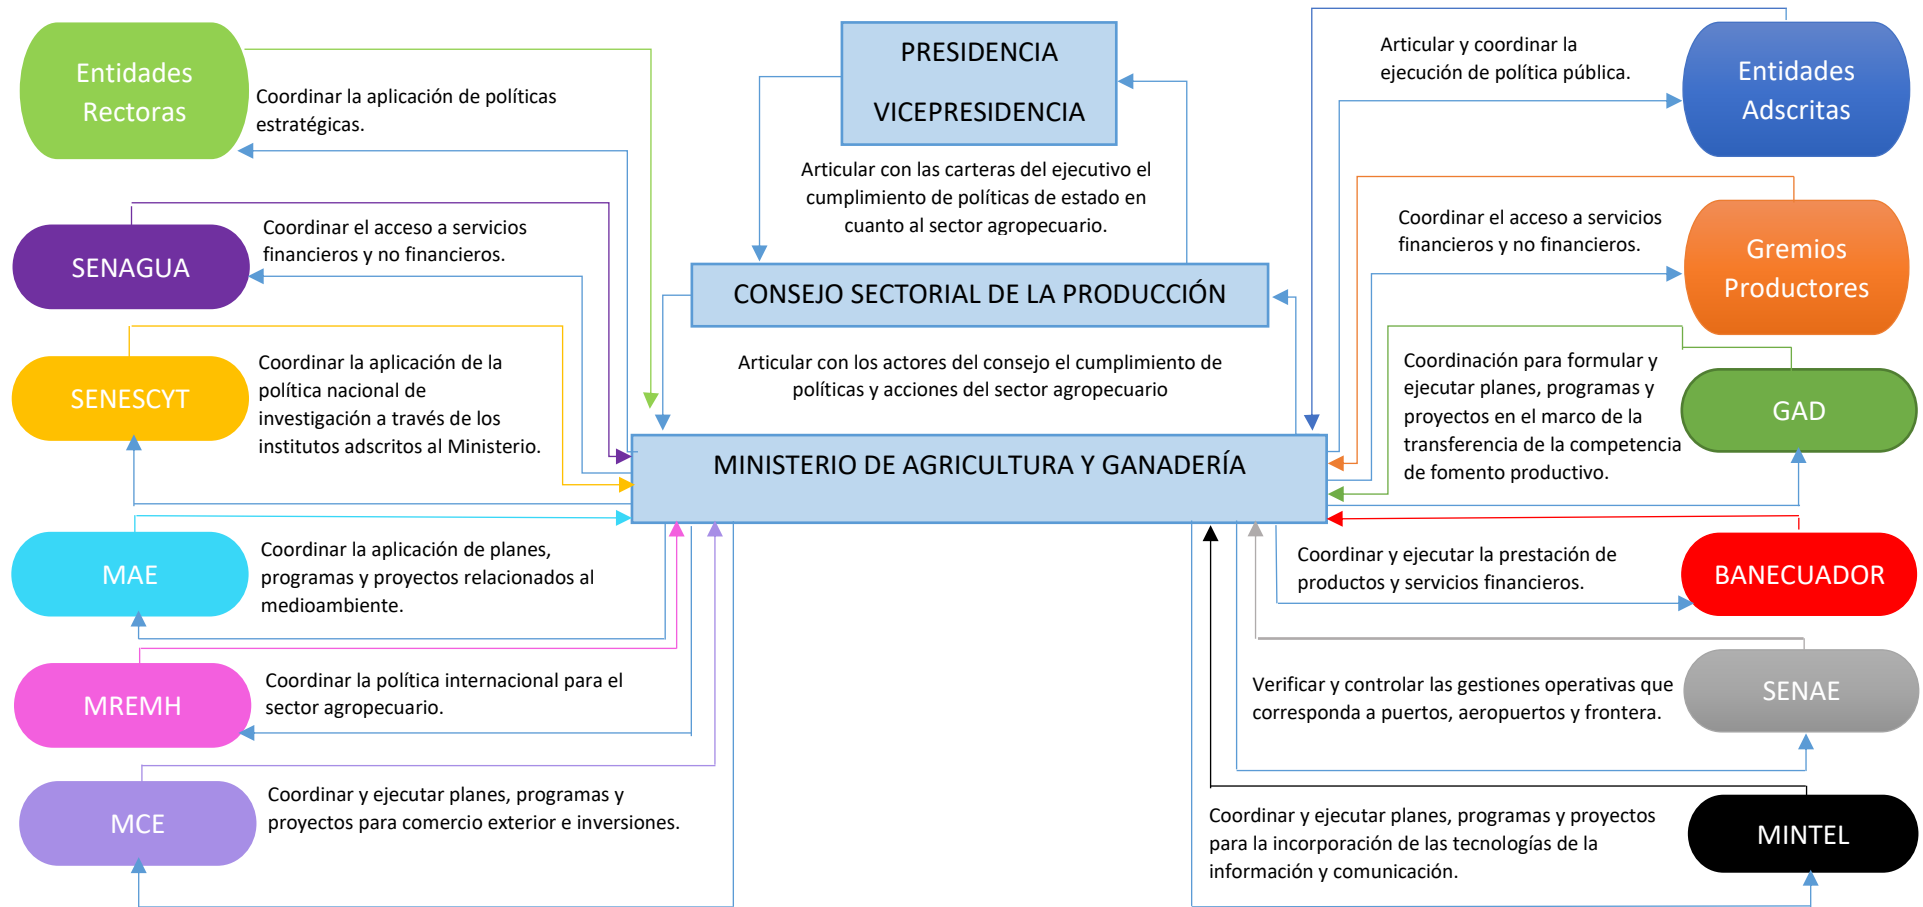 Entidades
Rectoras
Coordinar la aplicación de políticas
estratégicas.
SENAGUA
Coordinar el acceso a servicios
financieros y no financieros.
SENESCYT
Coordinar la aplicación de la
política nacional de
investigación a través de los
institutos adscritos al Ministerio.
MAE
Coordinar la aplicación de planes,
programas y proyectos relacionados al
medioambiente.
MREMH
Coordinar la política internacional para el
sector agropecuario.
MCE
Coordinar y ejecutar planes, programas y
proyectos para comercio exterior e inversiones.
PRESIDENCIA
VICEPRESIDENCIA
Articular con las carteras del ejecutivo el
cumplimiento de políticas de estado en
cuanto al sector agropecuario.
CONSEJO SECTORIAL DE LA PRODUCCIÓN
Articular con los actores del consejo el cumplimiento de
políticas y acciones del sector agropecuario
MINISTERIO DE AGRICULTURA Y GANADERÍA
Articular y coordinar la
ejecución de política pública.
Entidades
Adscritas
Coordinar el acceso a servicios
financieros y no financieros.
Gremios
Productores
Coordinación para formular y
ejecutar planes, programas y
proyectos en el marco de la
transferencia de la competencia
de fomento productivo.
GAD
Coordinar y ejecutar la prestación de
productos y servicios financieros.
BANECUADOR
Verificar y controlar las gestiones operativas que
corresponda a puertos, aeropuertos y frontera.
SENAE
Coordinar y ejecutar planes, programas y proyectos
para la incorporación de las tecnologías de la
información y comunicación.
MINTEL